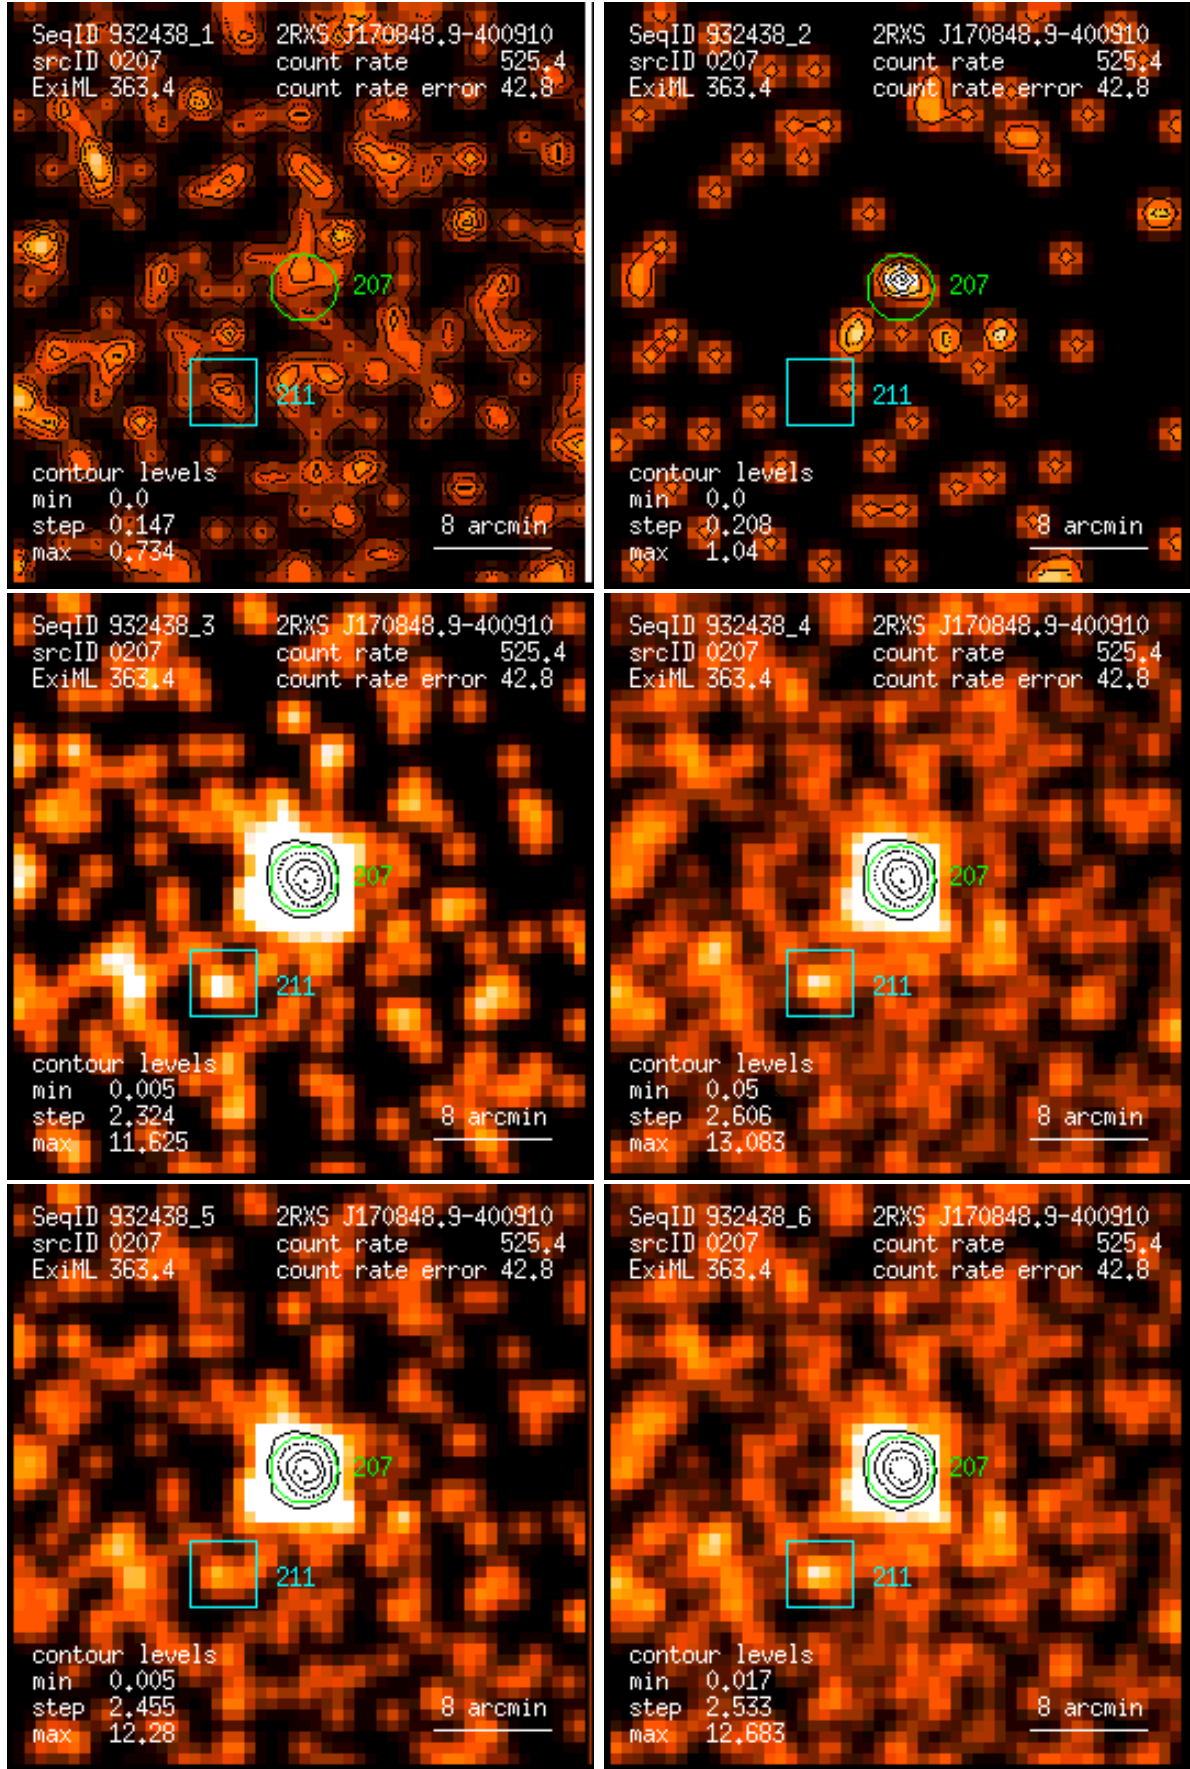 SeqID 932438_1 2RXS J170848.9-400910
srcID 0207 count rate 525.4
ExiML 363.4 count rate error 42.8
207
211
contour levels
min 0.0
step 0.147
max 0.734
8 arcmin
SeqID 932438_2 2RXS J170848.9-400910
srcID 0207 count rate 525.4
ExiML 363.4 count rate error 42.8
207
211
contour levels
min 0.0
step 0.208
max 1.04
8 arcmin
SeqID 932438_3 2RXS J170848.9-400910
srcID 0207 count rate 525.4
ExiML 363.4 count rate error 42.8
207
211
contour levels
min 0.005
step 2.324
max 11.625
8 arcmin
SeqID 932438_4 2RXS J170848.9-400910
srcID 0207 count rate 525.4
ExiML 363.4 count rate error 42.8
207
211
contour levels
min 0.05
step 2.606
max 13.083
8 arcmin
SeqID 932438_5 2RXS J170848.9-400910
srcID 0207 count rate 525.4
ExiML 363.4 count rate error 42.8
207
211
contour levels
min 0.005
step 2.455
max 12.28
8 arcmin
SeqID 932438_6 2RXS J170848.9-400910
srcID 0207 count rate 525.4
ExiML 363.4 count rate error 42.8
207
211
contour levels
min 0.017
step 2.533
max 12.683
8 arcmin